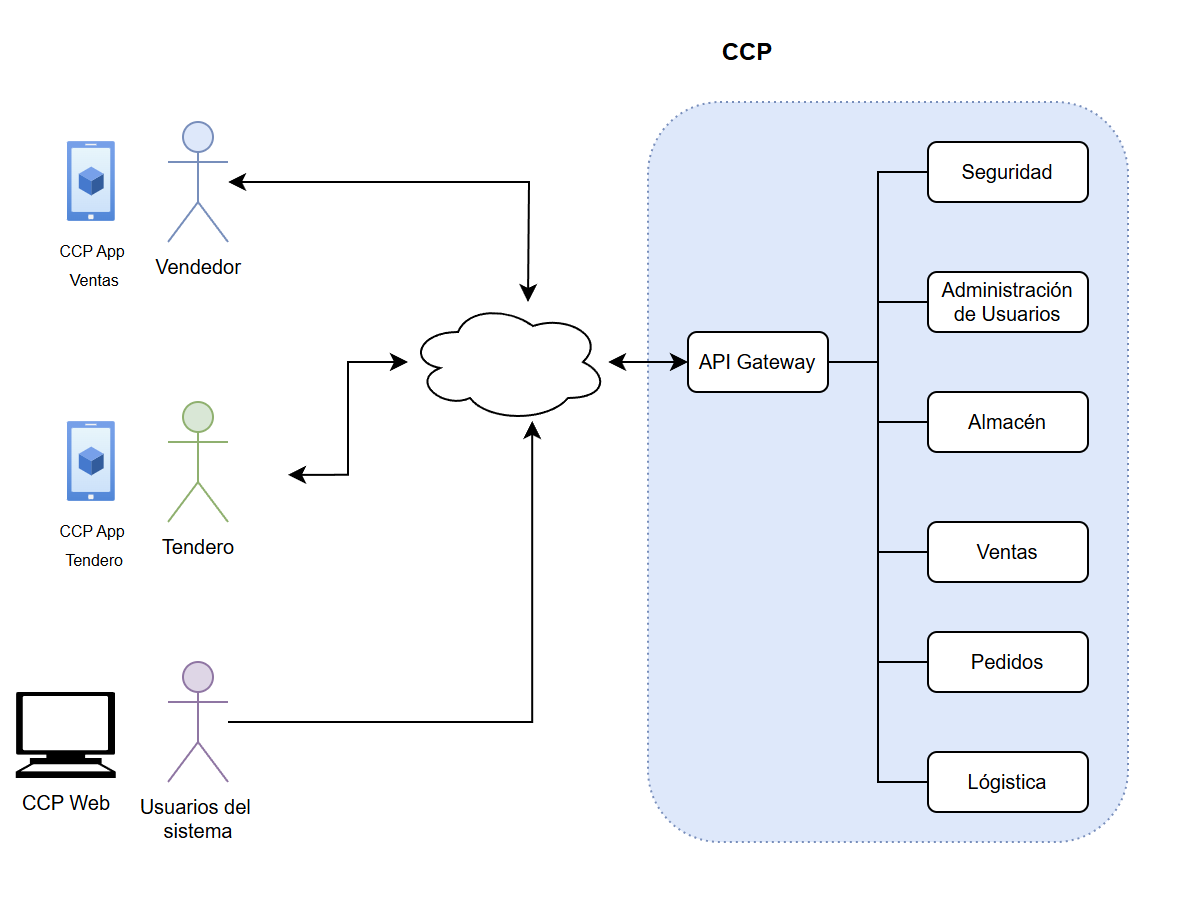 CCP
CCP App
Ventas
Vendedor
CCP App
Tendero
Tendero
CCP Web
Usuarios del
sistema
API Gateway
Seguridad
Administración
de Usuarios
Almacén
Ventas
Pedidos
Lógistica